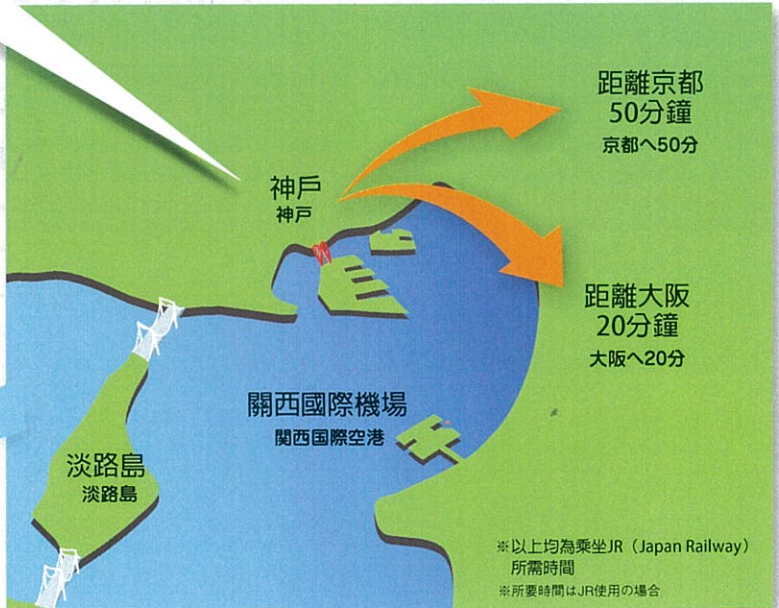 距離京都
50分鐘
京都へ50分
神戶
神戸
距離大阪
20分鐘
大阪へ20分
關西國際機場
関西国際空港
淡路島
淡路島
※以上均為乘坐JR（Japan Railway）
所需時間
※所要時間はJR使用の場合